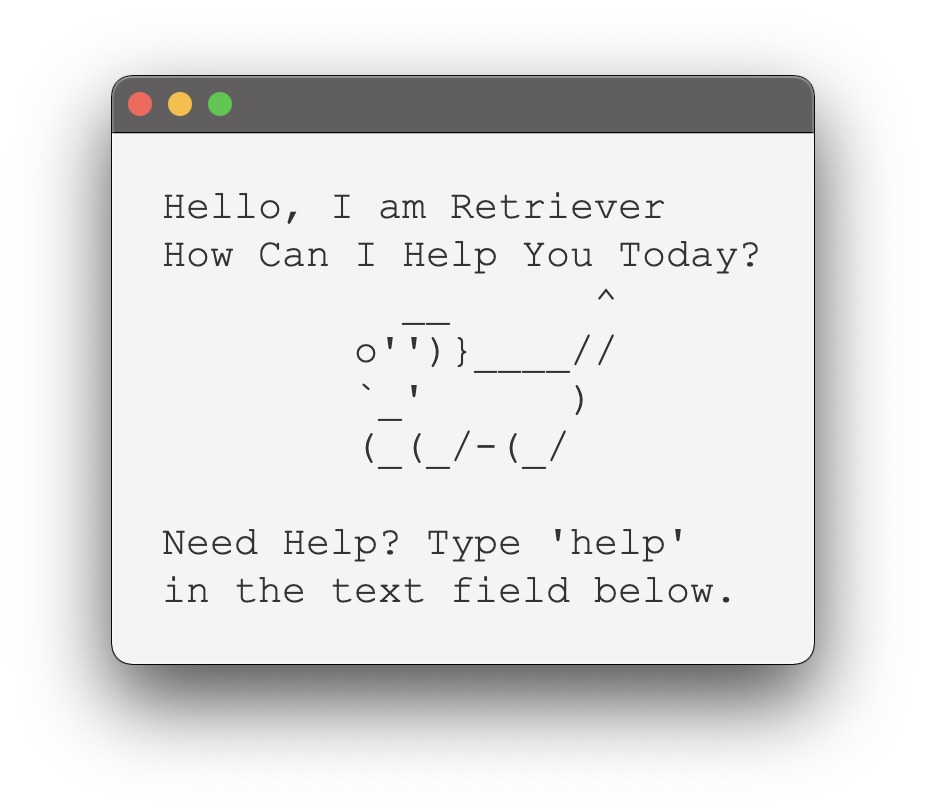 Hello, I am Retriever
How Can I Help You Today?
                  ^
          __
        o'')}____//
        `_'      )
        (_(_/-(_/
Need Help? Type 'help'
in the text field below.